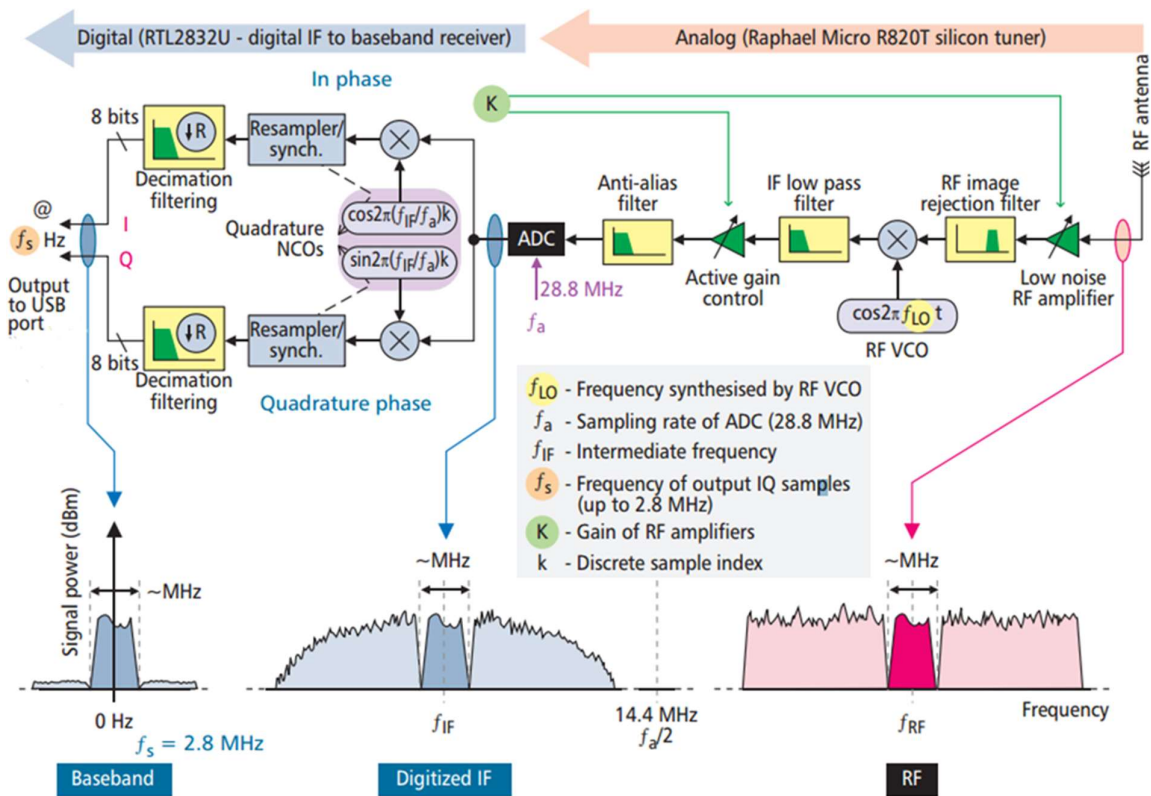 Digital (RTL2832U - digital IF to baseband receiver)
Analog (Raphael Micro R820T silicon tuner)
In phase
K
RF antenna
8 bits
↓R
Resampler/
synch.
Decimation
filtering
@
fs Hz
I
Q
Output
to USB
port
Quadrature
NCOs
cos2π(fIF/fa)k
sin2π(fIF/fa)k
ADC
28.8 MHz
fa
Anti-alias
filter
Active gain
control
IF low pass
filter
RF image
rejection filter
Low noise
RF amplifier
cos2πfLO t
RF VCO
8 bits
↓R
Resampler/
synch.
Decimation
filtering
Quadrature phase
fLO - Frequency synthesised by RF VCO
fa - Sampling rate of ADC (28.8 MHz)
fIF - Intermediate frequency
fs - Frequency of output IQ samples
(up to 2.8 MHz)
K - Gain of RF amplifiers
k - Discrete sample index
Signal power (dBm)
~MHz
0 Hz
fs = 2.8 MHz
Baseband
~MHz
fIF
14.4 MHz
fa/2
Digitized IF
~MHz
fRF
Frequency
RF